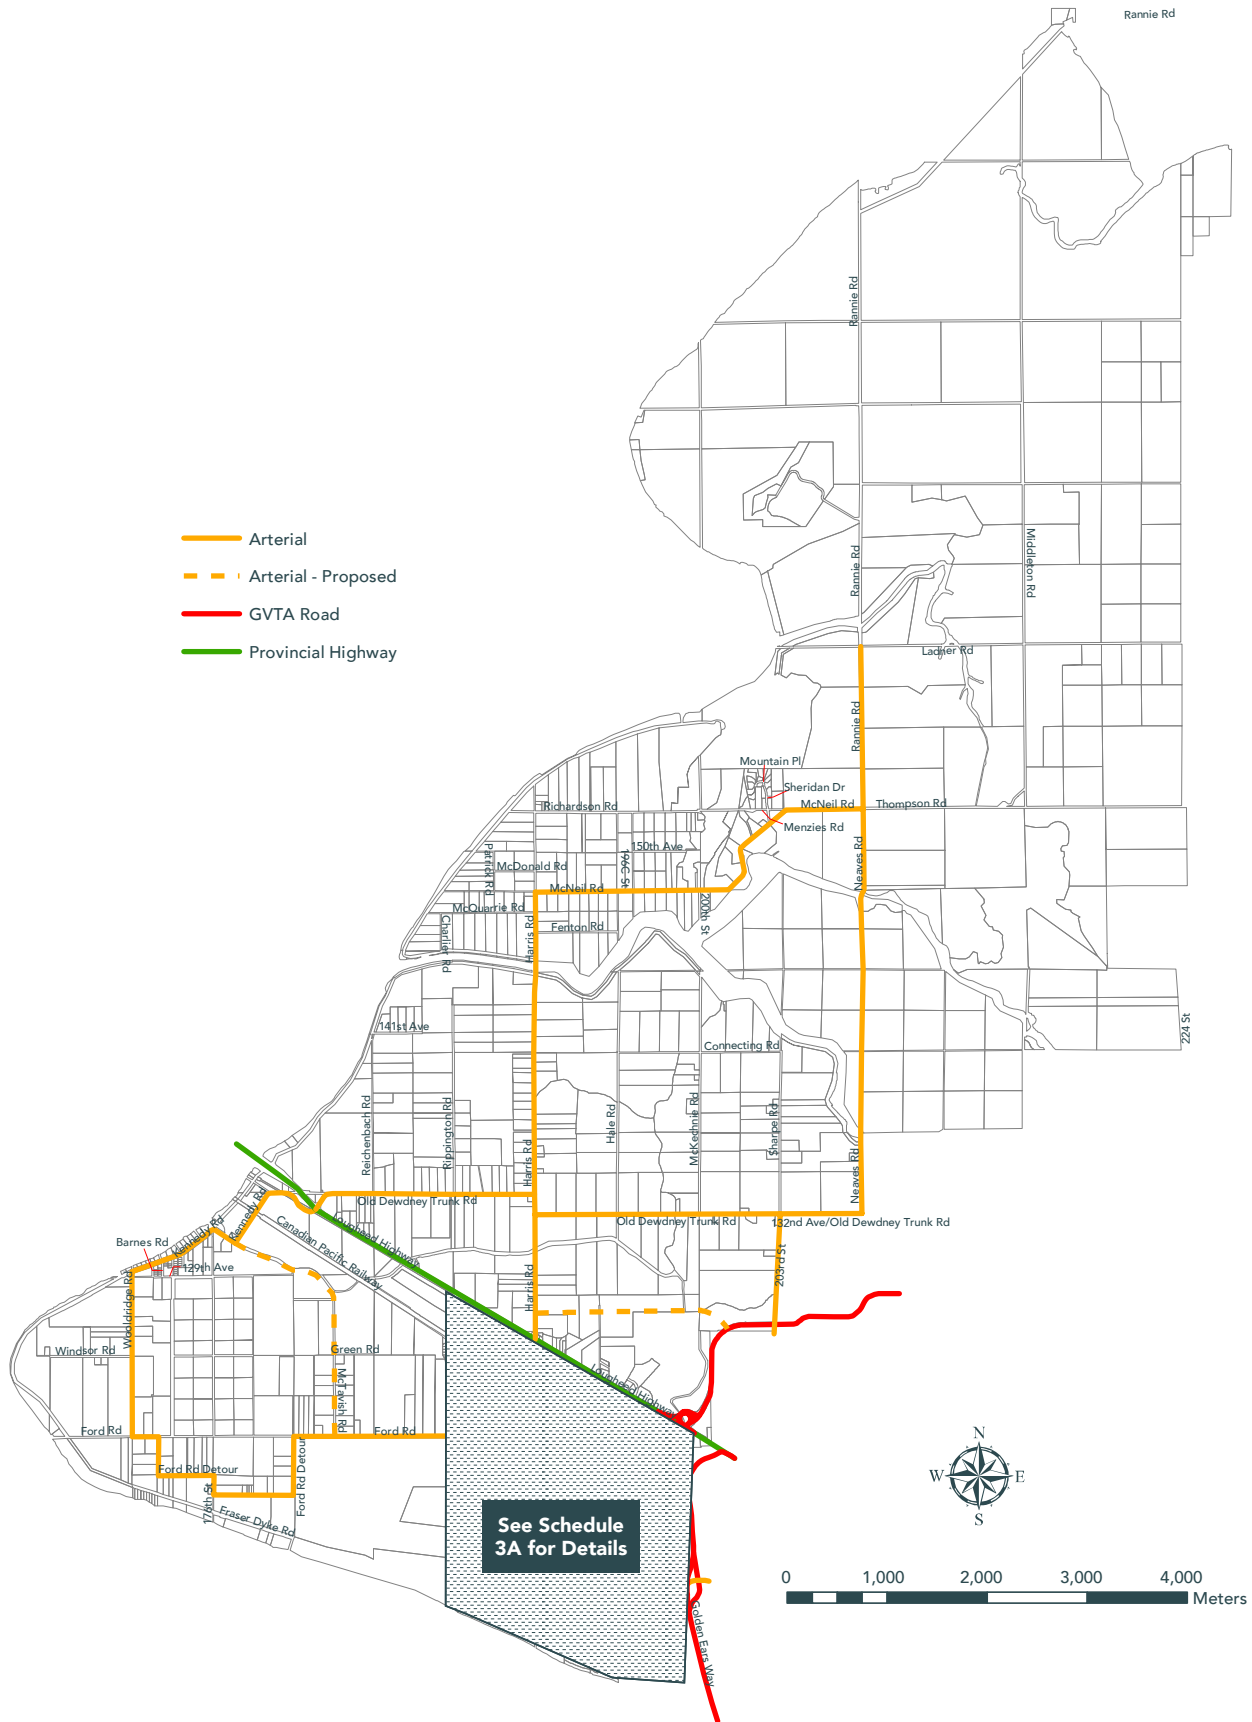 Rannie Rd
Rannie Rd
Arterial
Arterial - Proposed
GVTA Road
Provincial Highway
Rannie Rd
Middleton Rd
Ladner Rd
Rannie Rd
Mountain Pl
Sheridan Dr
McNeil Rd
Thompson Rd
Menzies Rd
Richardson Rd
150th Ave
Patrick Rd
McDonald Rd
196C St
Neaves Rd
McNeil Rd
McQuarrie Rd
200th St
Charlier Rd
Harris Rd
Fenton Rd
141st Ave
Connecting Rd
224 St
Reichenbach Rd
Rippington Rd
Harris Rd
Hale Rd
McKechnie Rd
Sharpe Rd
Neaves Rd
Old Dewdney Trunk Rd
Old Dewdney Trunk Rd
132nd Ave/Old Dewdney Trunk Rd
Kennedy Rd
Kennedy Rd
Lougheed Highway
Canadian Pacific Railway
Barnes Rd
129th Ave
203rd St
Harris Rd
Wooldridge Rd
Windsor Rd
Green Rd
McTavish Rd
Lougheed Highway
Ford Rd
Ford Rd
Ford Rd Detour
Ford Rd Detour
176th St
Fraser Dyke Rd
See Schedule
3A for Details
Golden Ears Way
N
W
E
S
0 1,000 2,000 3,000 4,000
Meters